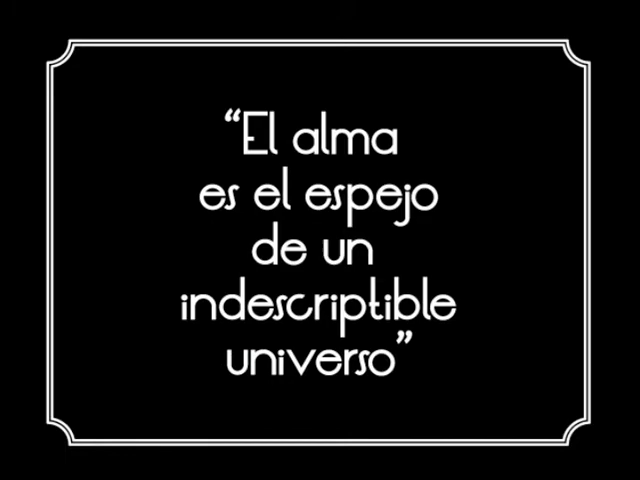 “El alma
es el espejo
de un
indescriptible
universo”